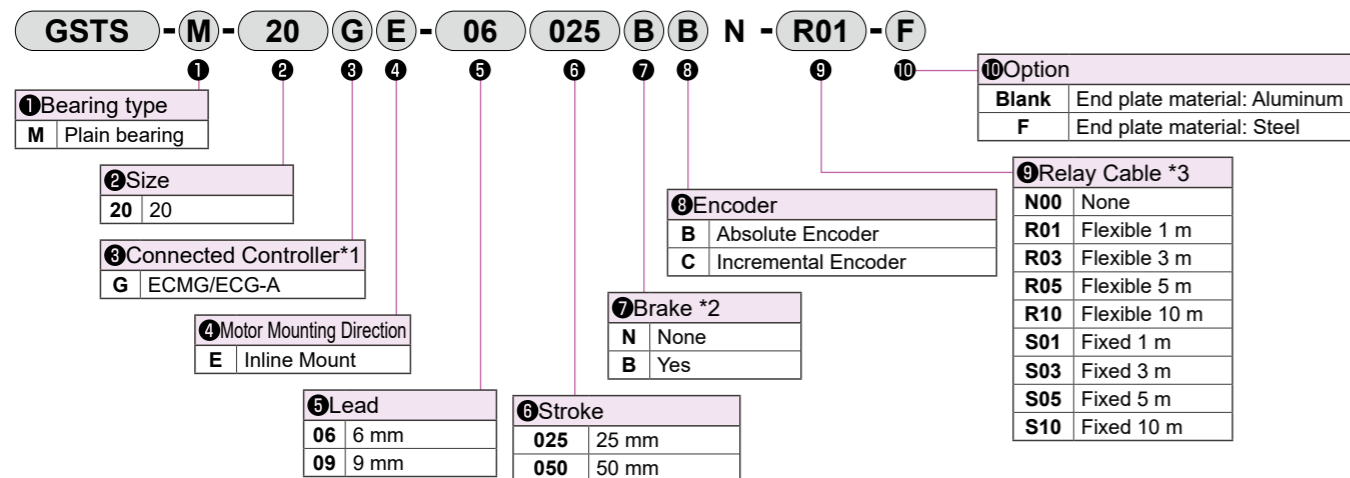 GSTS - M - 20 G E - 06 025 B B N - R01 - F
❶ ❷ ❸ ❹ ❺ ❻ ❼ ❽ ❾ ❿
❶Bearing type
M Plain bearing
❷Size
20 20
❸Connected Controller*1
G ECMG/ECG-A
❹Motor Mounting Direction
E Inline Mount
❺Lead
06 6 mm
09 9 mm
❻Stroke
025 25 mm
050 50 mm
❼Brake *2
N None
B Yes
❽Encoder
B Absolute Encoder
C Incremental Encoder
❾Relay Cable *3
N00 None
R01 Flexible 1 m
R03 Flexible 3 m
R05 Flexible 5 m
R10 Flexible 10 m
S01 Fixed 1 m
S03 Fixed 3 m
S05 Fixed 5 m
S10 Fixed 10 m
❿Option
Blank End plate material: Aluminum
F End plate material: Steel